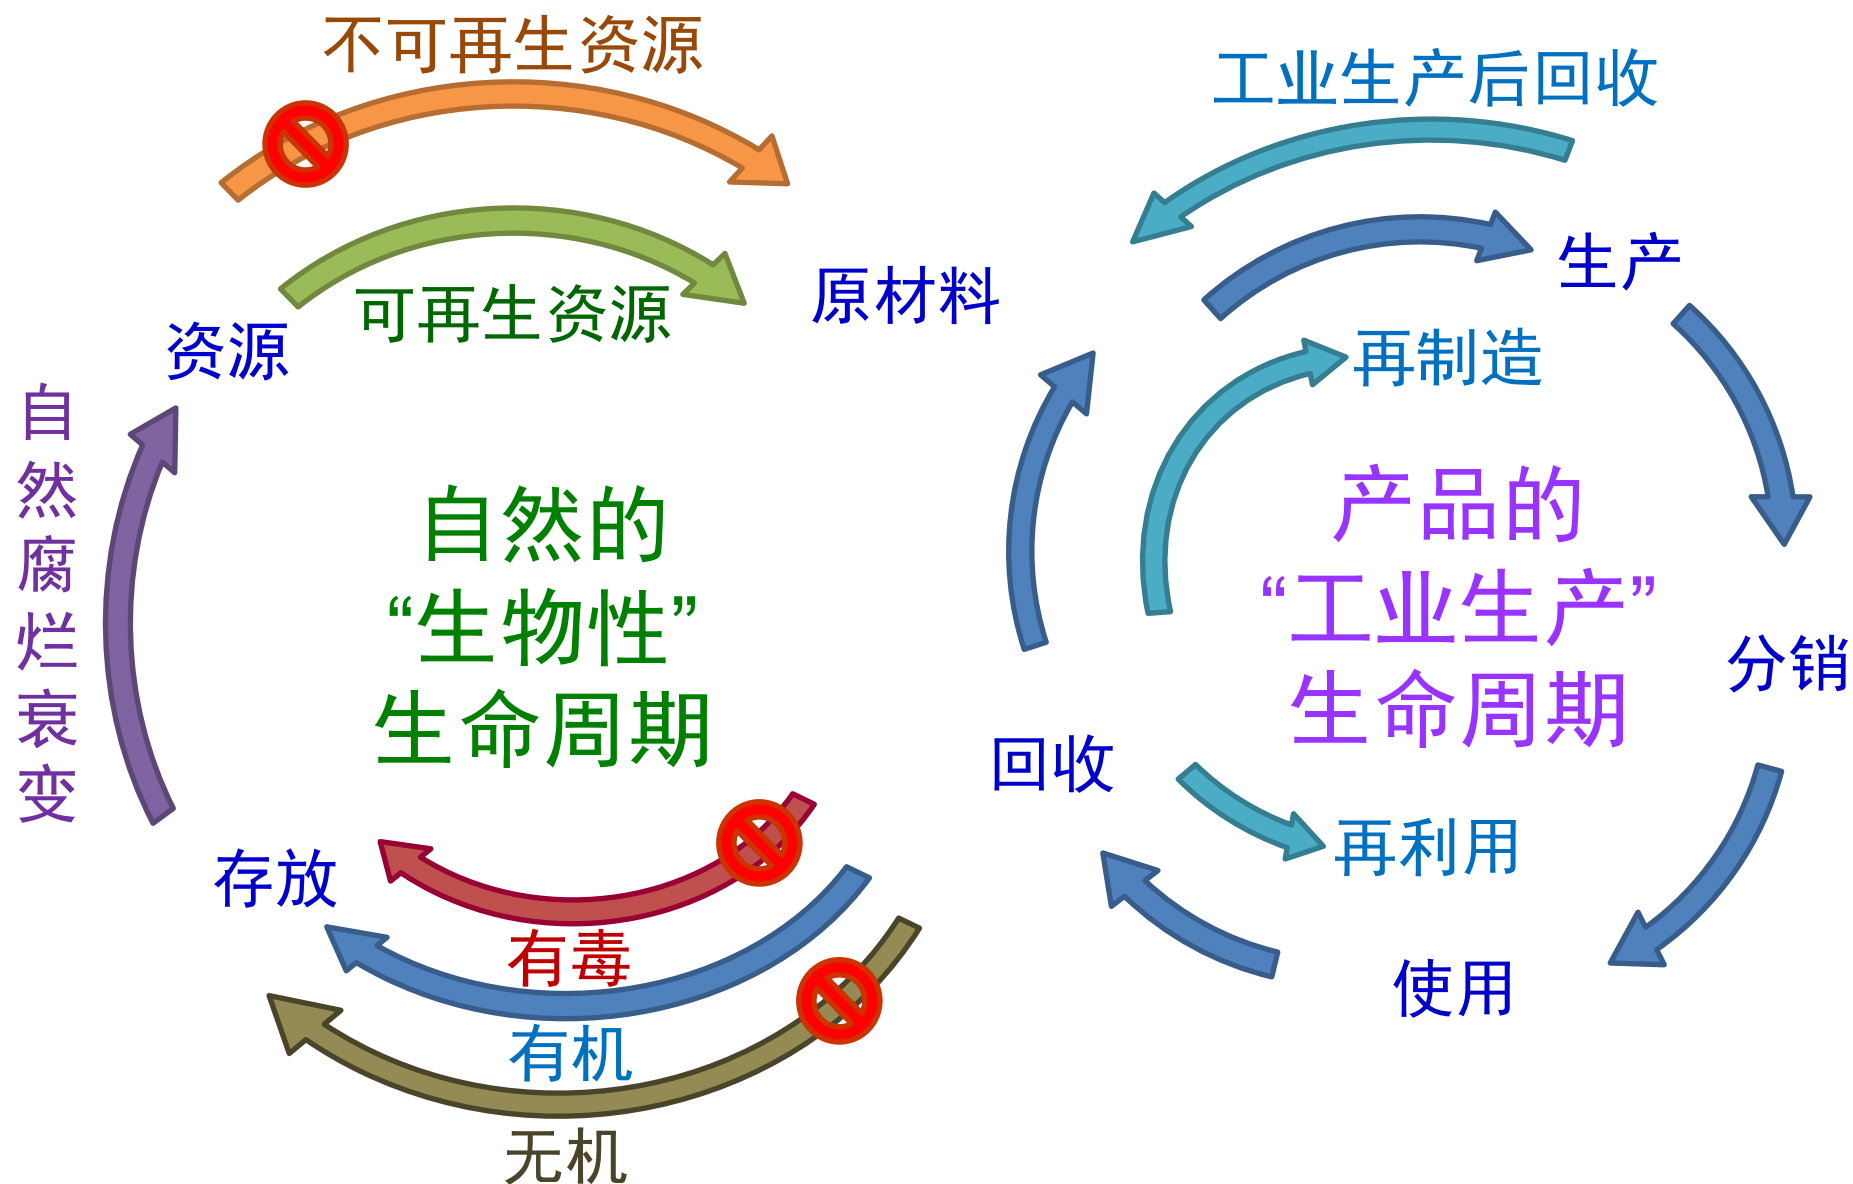 不可再生资源
工业生产后回收
可再生资源
原材料
生产
资源
再制造
自然腐烂衰变
自然的
“生物性”
生命周期
产品的
“工业生产”
生命周期
分销
回收
再利用
存放
有毒
使用
有机
无机